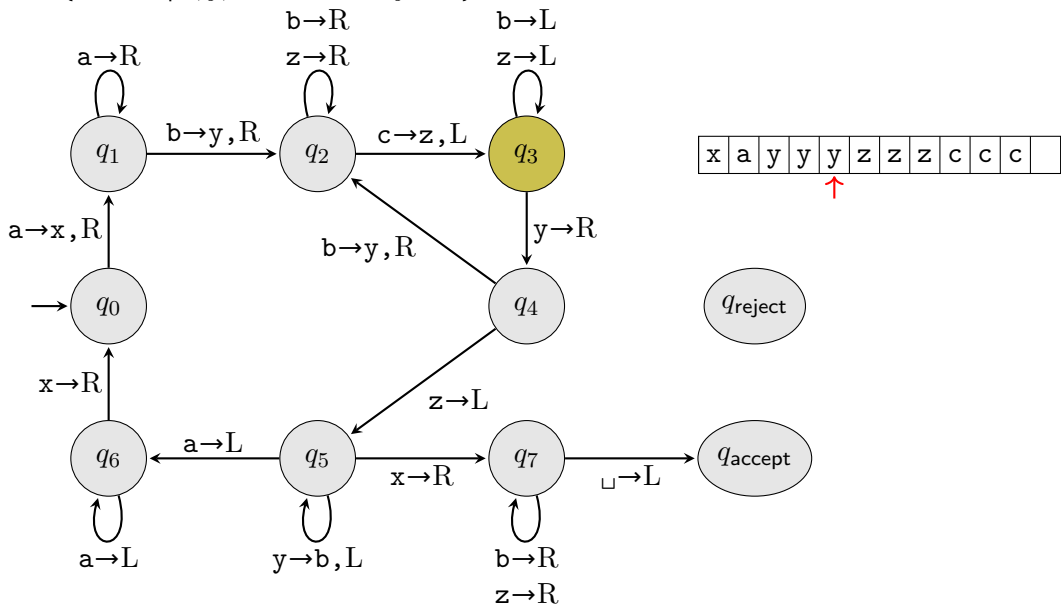 b→R
z→R
b→L
z→L
a→R
q1
b→y,R
q2
c→z,L
q3
x a y y y z z z c c c
↑
a→x,R
b→y,R
y→R
q0
q4
qreject
x→R
z→L
q6
a→L
q5
x→R
q7
␣→L
qaccept
a→L
y→b,L
b→R
z→R